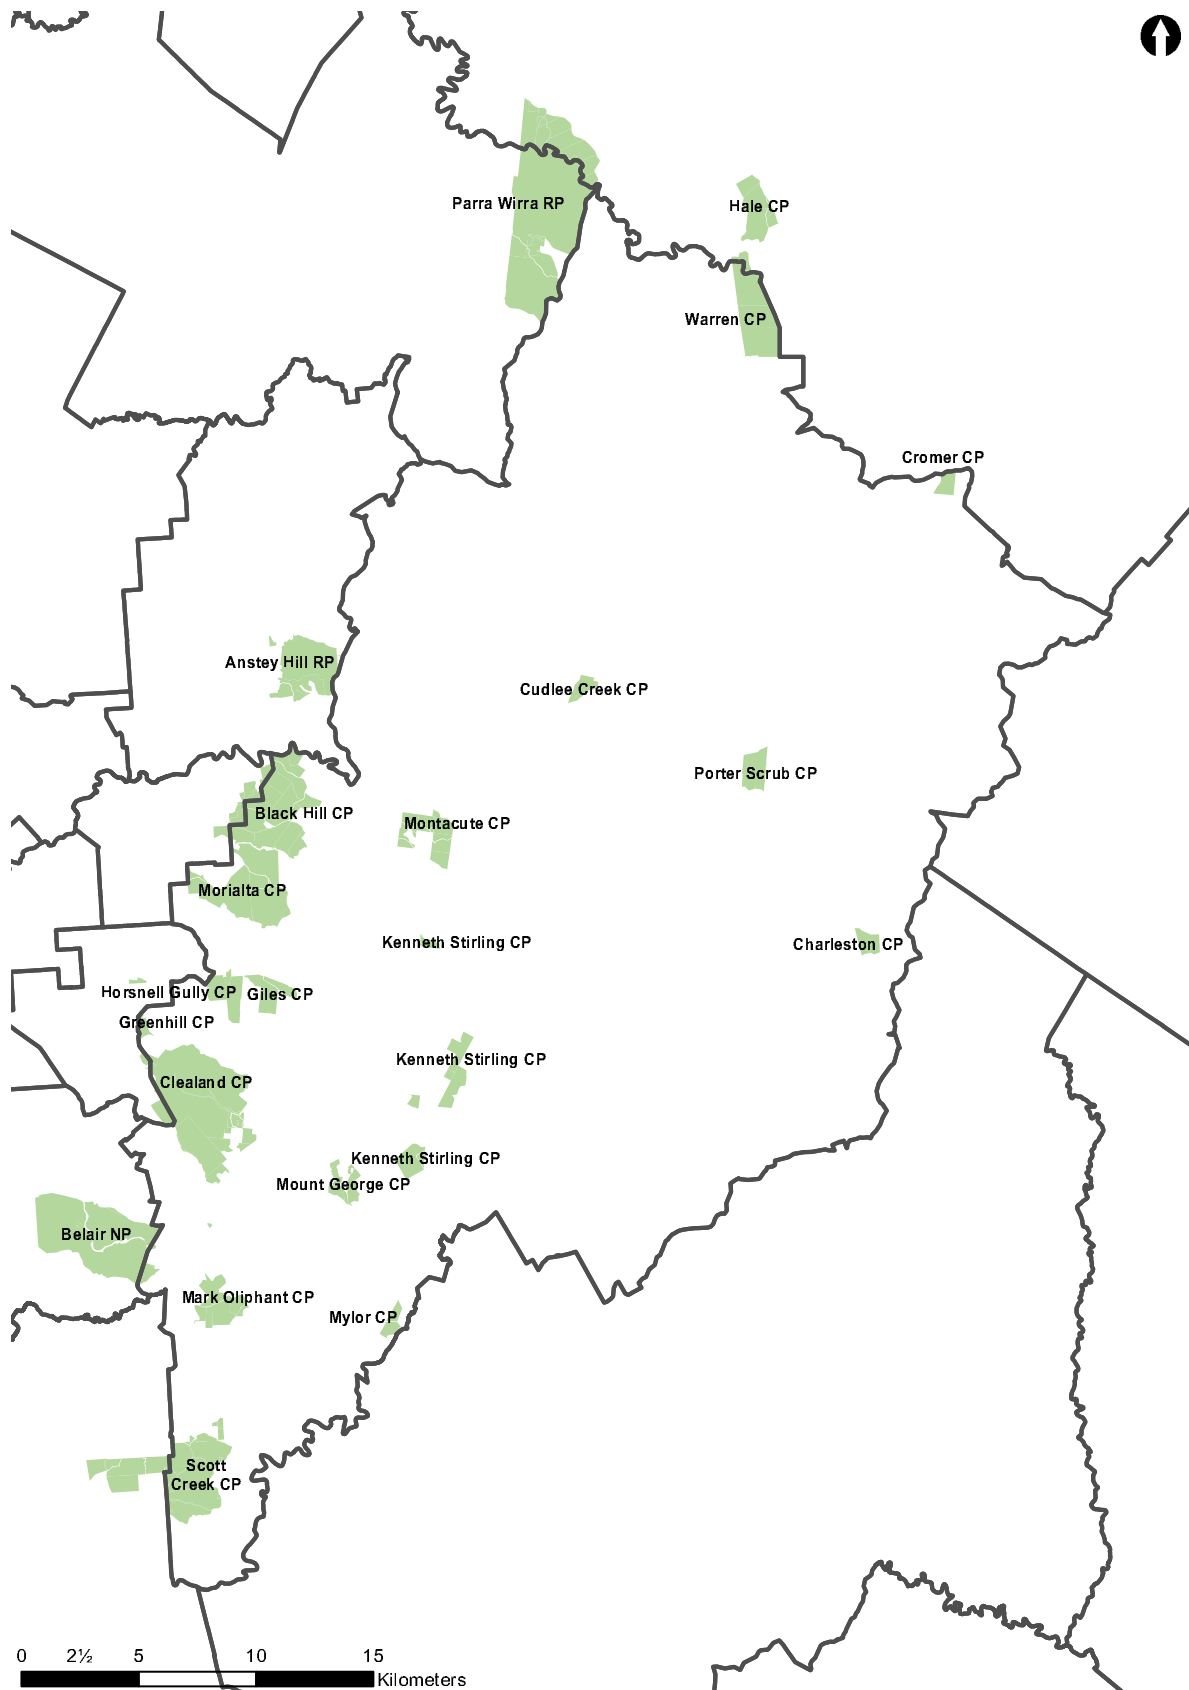 Parra Wirra RP
Hale CP
Warren CP
Cromer CP
Anstey Hill RP
Cudlee Creek CP
Porter Scrub CP
Black Hill CP
Montacute CP
Morialta CP
Kenneth Stirling CP
Charleston CP
Horsnell Gully CP
Giles CP
Greenhill CP
Kenneth Stirling CP
Clealand CP
Kenneth Stirling CP
Mount George CP
Belair NP
Mark Oliphant CP
Mylor CP
Scott
Creek CP
0 2½ 5 10 15
Kilometers